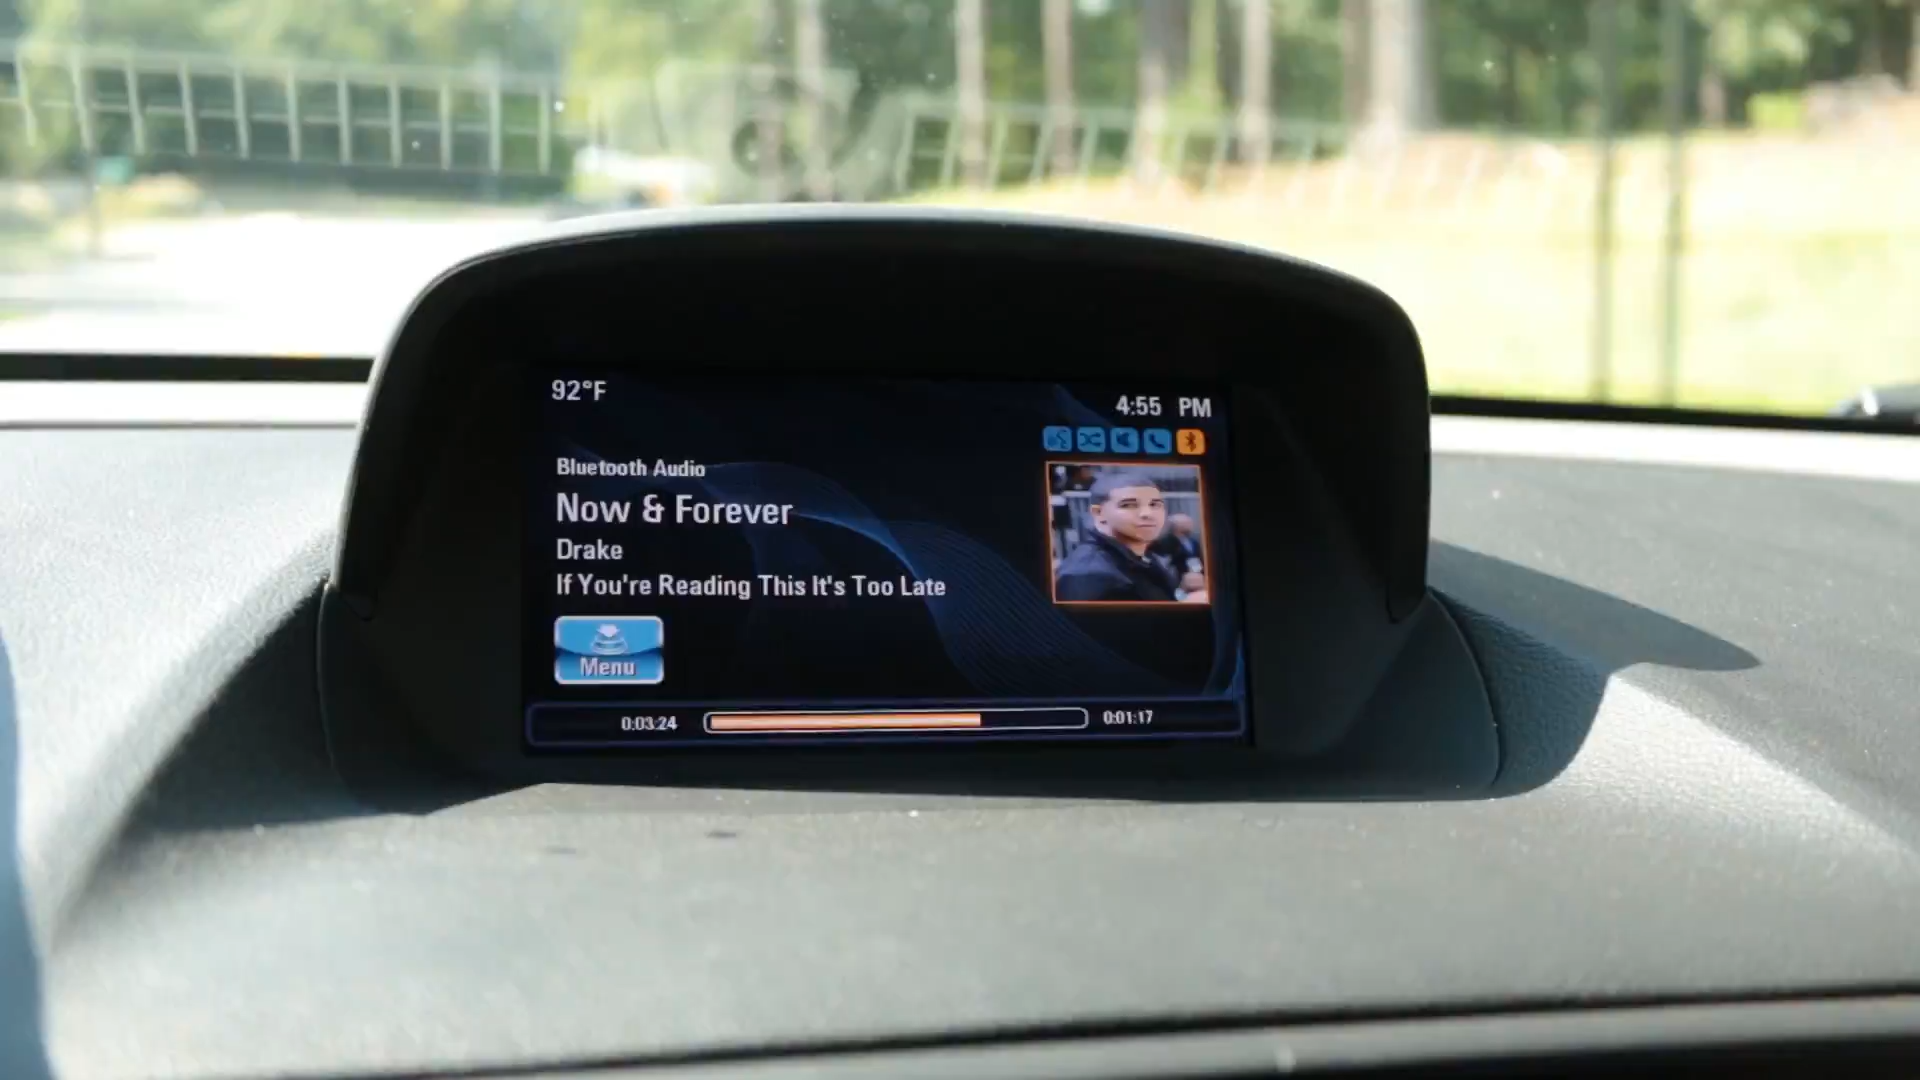 92°F
4:55 PM
Bluetooth Audio
Now & Forever
Drake
If You're Reading This It's Too Late
Menu
0:03:24
0:01:17